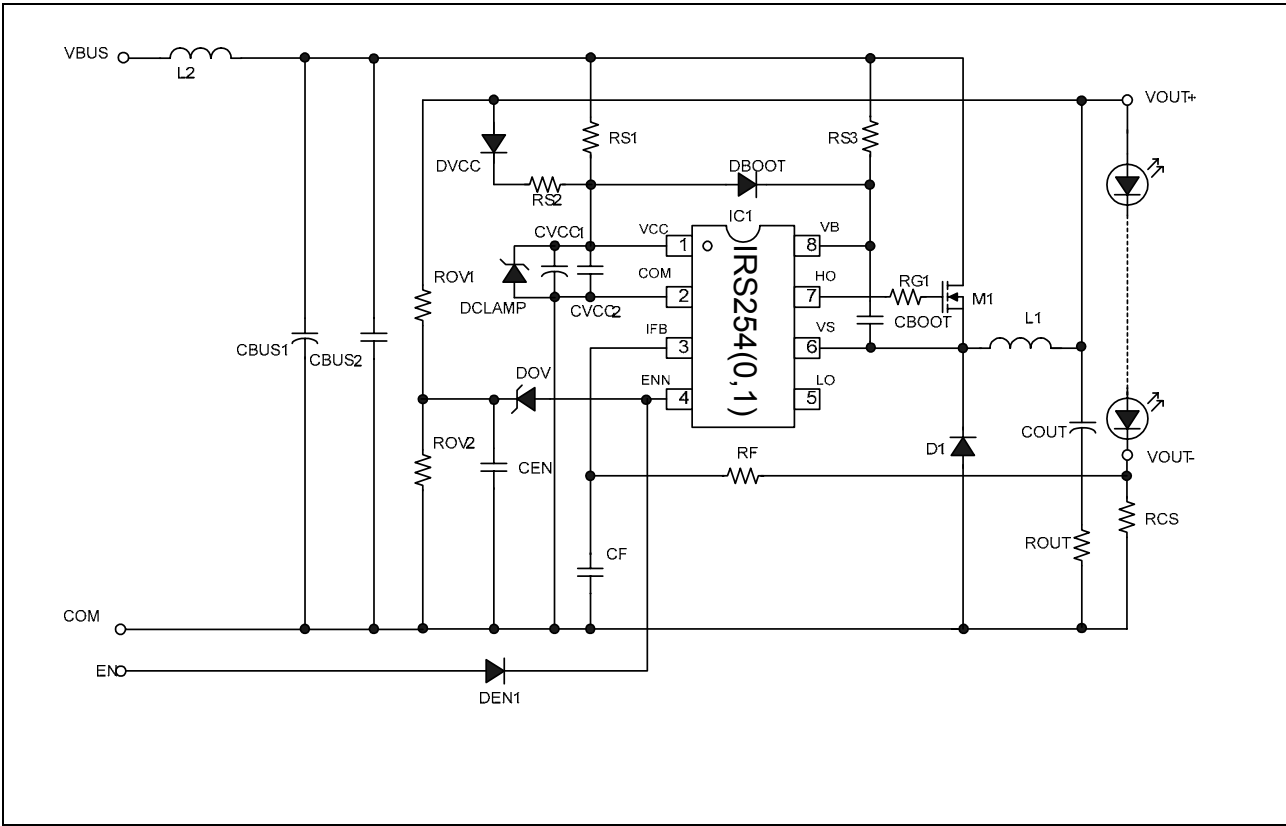 VBUS
L2
VOUT+
RS1
RS3
DVCC
DBOOT
RS2
IC1
CVCC1
VCC
VB
1
8
ROV1
COM
HO
RG1
2
7
M1
DCLAMP
CVCC2
CBOOT
L1
IRS254(0,1)
IFB
VS
3
6
CBUS1
CBUS2
DOV
ENN
LO
4
5
ROV2
CEN
RF
D1
COUT
VOUT-
RCS
ROUT
CF
COM
EN
DEN1